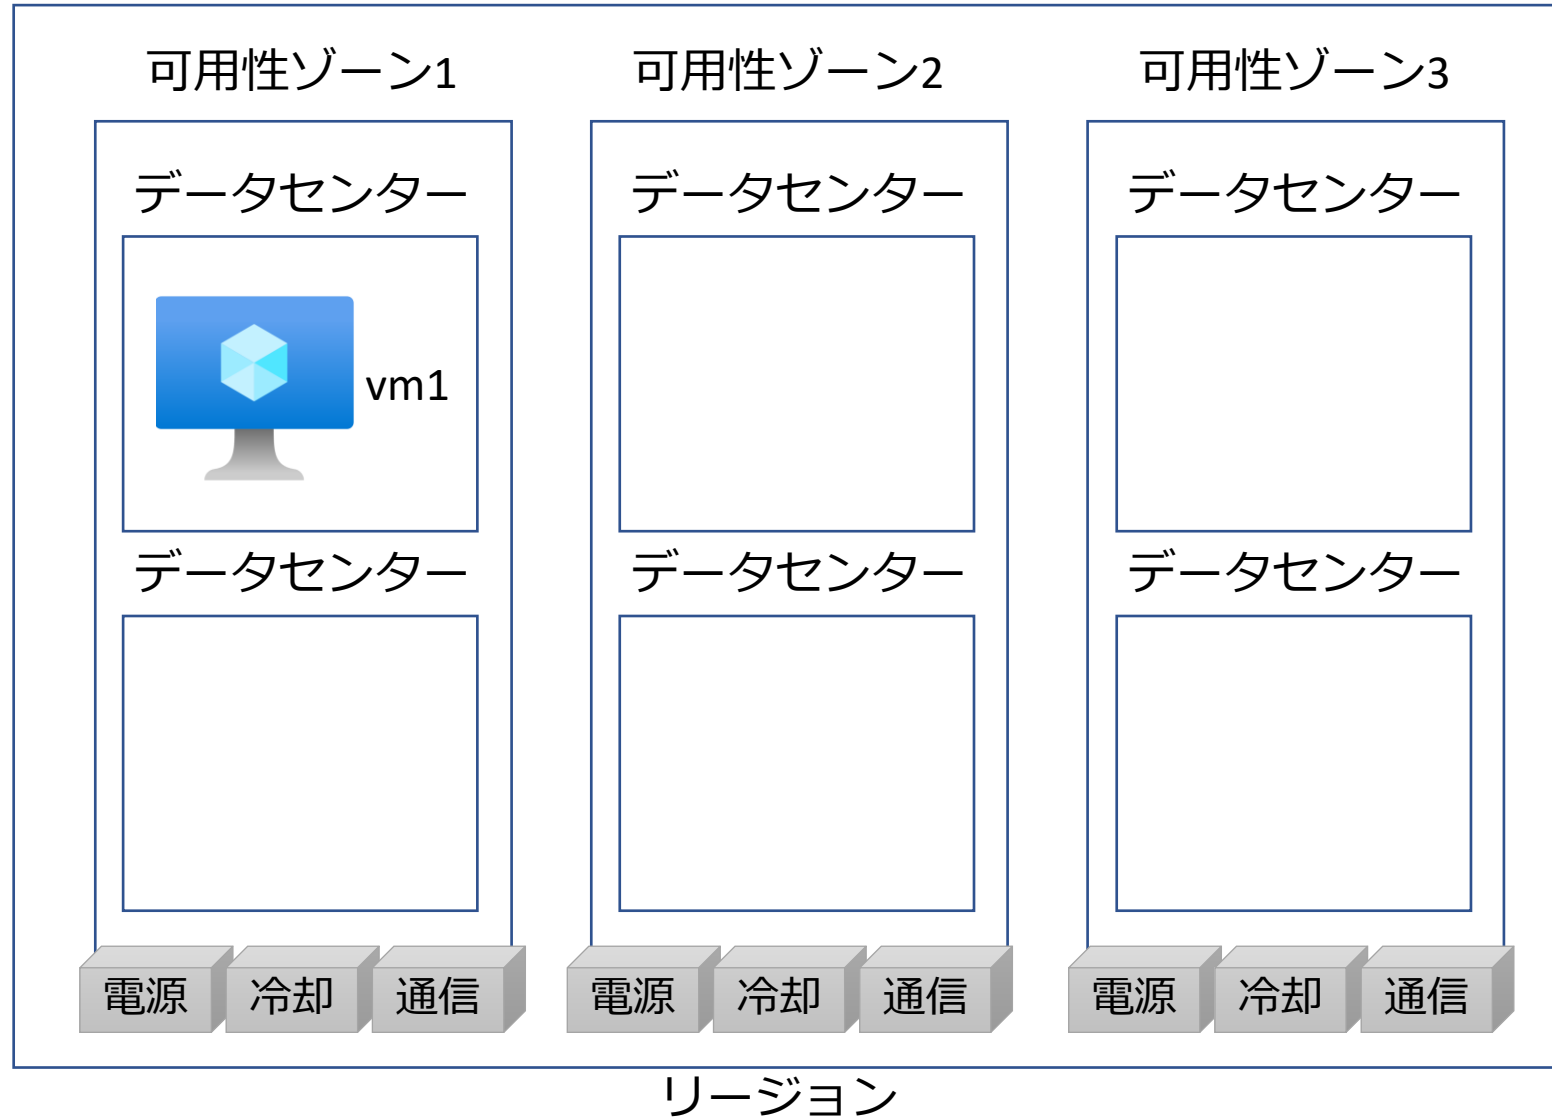 可用性ゾーン1
可用性ゾーン2
可用性ゾーン3
データセンター
データセンター
データセンター
vm1
データセンター
データセンター
データセンター
電源
冷却
通信
電源
冷却
通信
電源
冷却
通信
リージョン